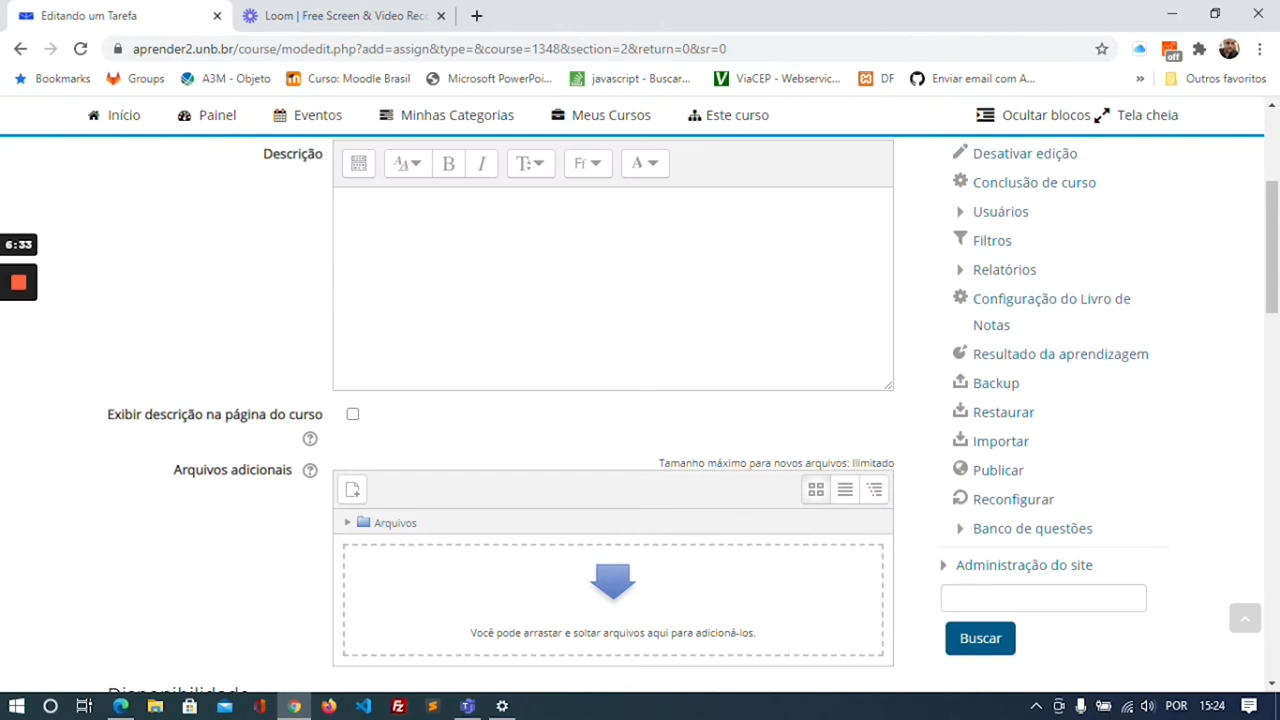 Editando um Tarefa
Loom | Free Screen & Video Rec
aprender2.unb.br/course/modedit.php?add=assign&type=&course=1348&section=2&return=0&sr=0
off
Bookmarks Groups A3M - Objeto Curso: Moodle Brasil Microsoft PowerPoi... javascript - Buscar... ViaCEP - Webservic... DF Enviar email com A... » Outros favoritos
Início Painel Eventos Minhas Categorias Meus Cursos Este curso Ocultar blocos Tela cheia
Descrição
Desativar edição
Conclusão de curso
Usuários
Filtros
Relatórios
Configuração do Livro de
Notas
Resultado da aprendizagem
Backup
Restaurar
Importar
Publicar
Reconfigurar
Banco de questões
Administração do site
Buscar
6:33
Exibir descrição na página do curso
Arquivos adicionais
Tamanho máximo para novos arquivos: Ilimitado
Arquivos
Você pode arrastar e soltar arquivos aqui para adicioná-los.
Disponibilidade
POR 15:24